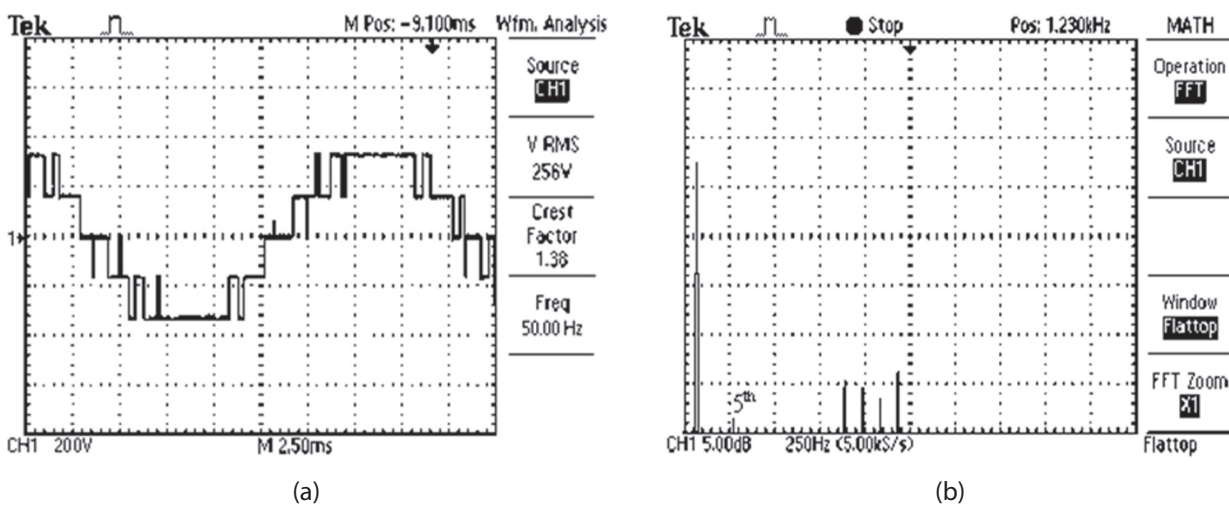 Tek M Pos: -9.100ms Wfm. Analysis
Source
CH1
V RMS
256V
Crest
Factor
1.38
Freq
50.00 Hz
1
CH1 200V M 2.50ms
(a)
Tek Stop Pos: 1.230kHz MATH
Operation
FFT
Source
CH1
Window
Flattop
FFT Zoom
X1
5th
CH1 5.00dB 250Hz (5.00kS/s) Flattop
(b)